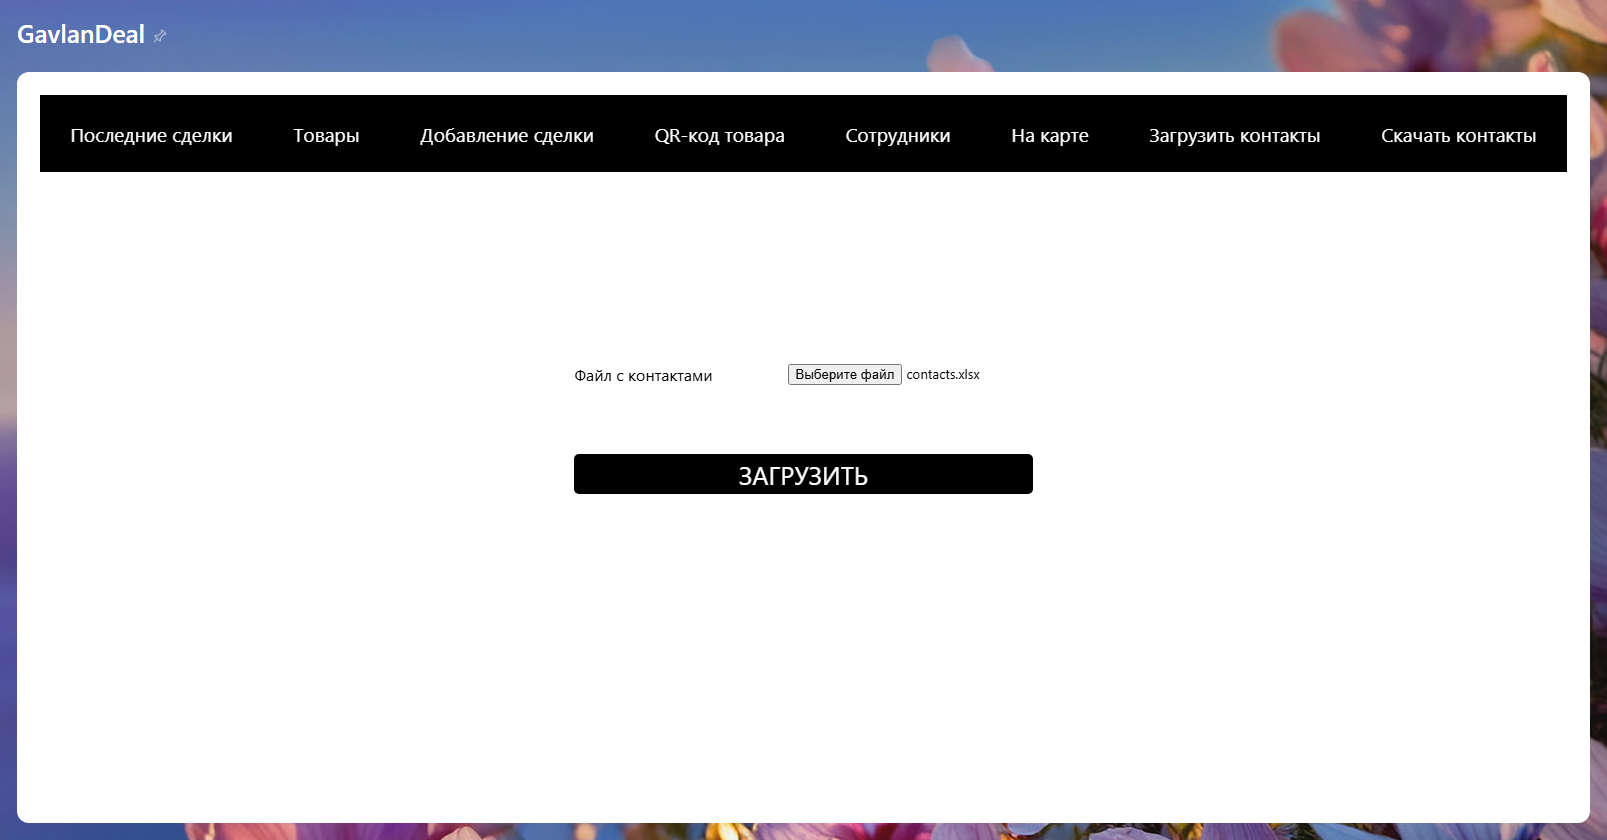 GavlanDeal
Последние сделки Товары Добавление сделки QR-код товара Сотрудники На карте Загрузить контакты Скачать контакты
Файл с контактами Выберите файл contacts.xlsx
ЗАГРУЗИТЬ